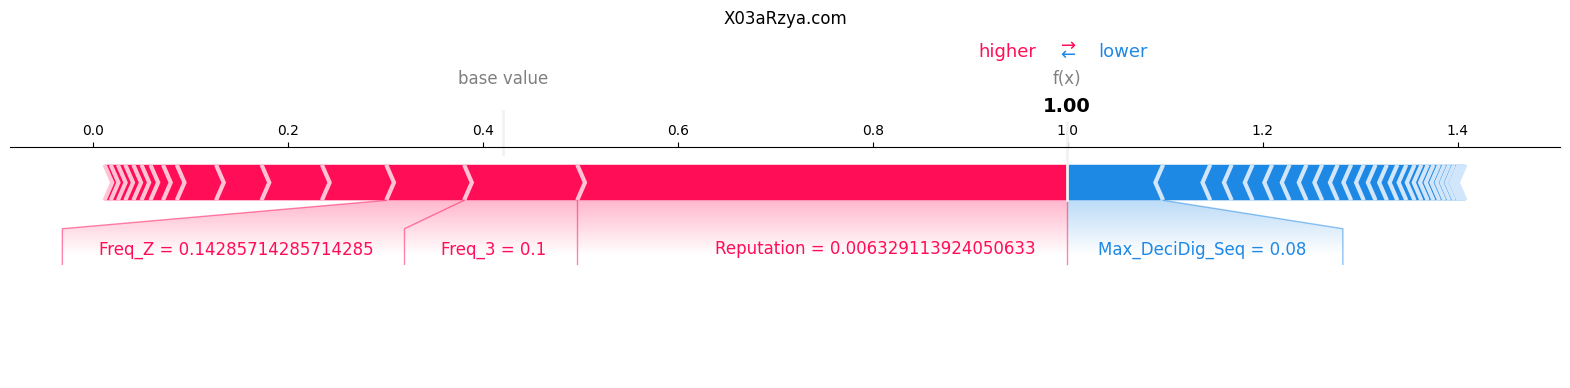 X03aRzya.com
higher → ← lower
base value f(x)
1.00
0.0 0.2 0.4 0.6 0.8 1.0 1.2 1.4
Freq_Z = 0.14285714285714285 Freq_3 = 0.1 Reputation = 0.006329113924050633 Max_DeciDig_Seq = 0.08